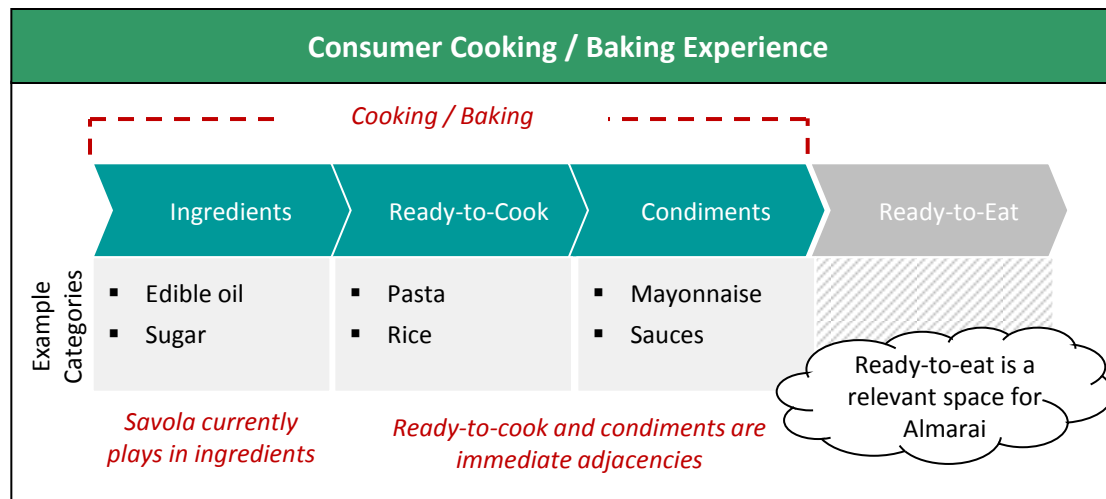 Consumer Cooking / Baking Experience
Cooking / Baking
Ingredients
Ready-to-Cook
Condiments
Ready-to-Eat
Example
Categories
▪ Edible oil
▪ Sugar
▪ Pasta
▪ Rice
▪ Mayonnaise
▪ Sauces
Ready-to-eat is a
relevant space for
Almarai
Savola currently
plays in ingredients
Ready-to-cook and condiments are
immediate adjacencies